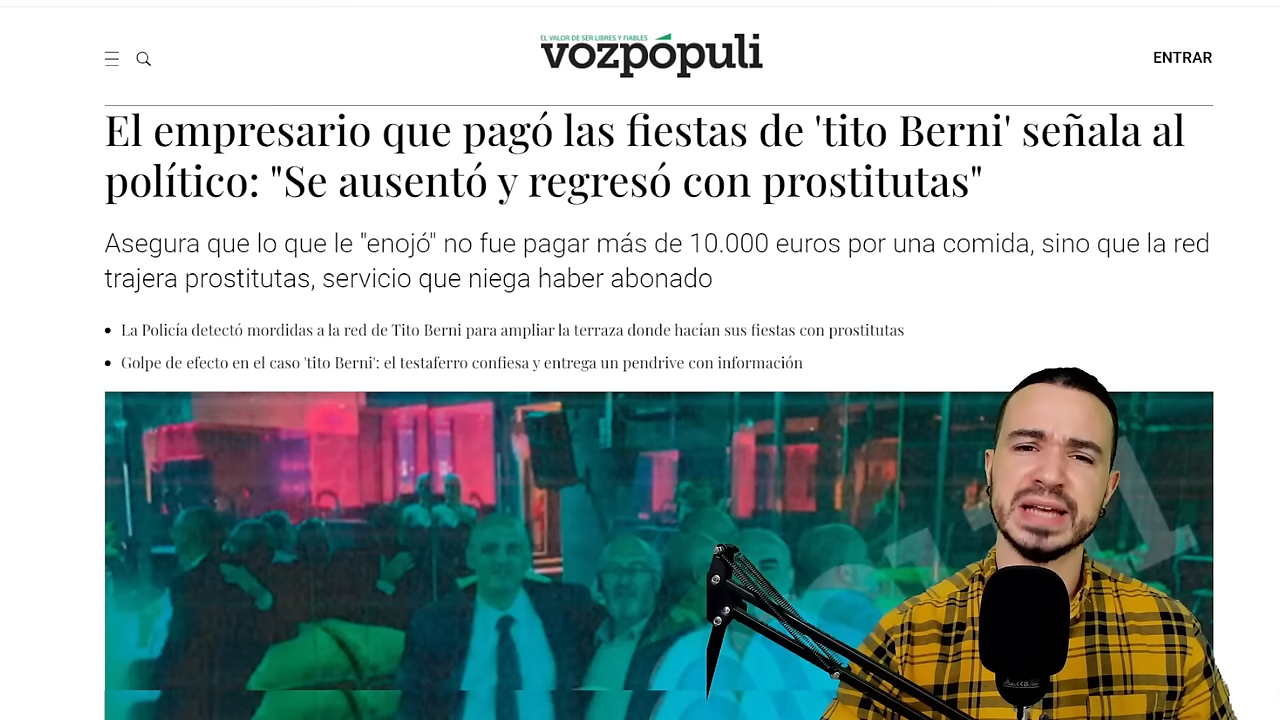 EL VALOR DE SER LIBRES Y FIABLES
vozpópuli
ENTRAR
El empresario que pagó las fiestas de 'tito Berni' señala al
político: "Se ausentó y regresó con prostitutas"
Asegura que lo que le "enojó" no fue pagar más de 10.000 euros por una comida, sino que la red
trajera prostitutas, servicio que niega haber abonado
La Policía detectó mordidas a la red de Tito Berni para ampliar la terraza donde hacían sus fiestas con prostitutas
Golpe de efecto en el caso 'tito Berni': el testaferro confiesa y entrega un pendrive con información